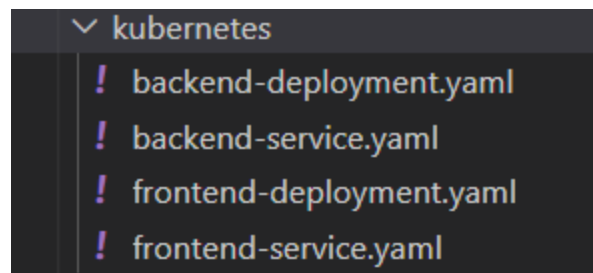 kubernetes
! backend-deployment.yaml
! backend-service.yaml
! frontend-deployment.yaml
! frontend-service.yaml